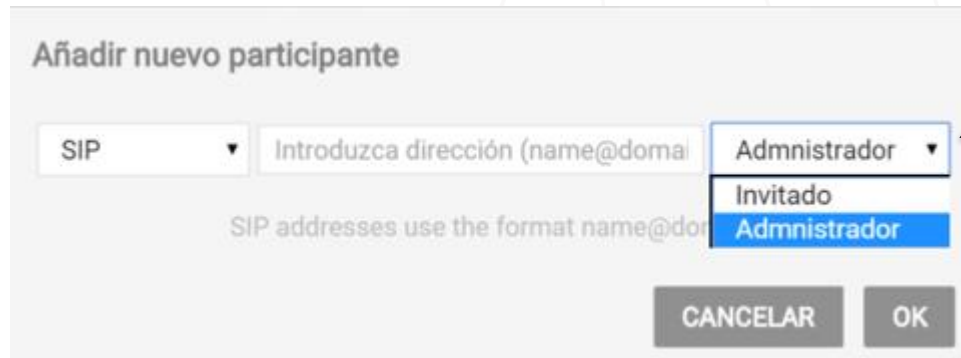 Añadir nuevo participante
SIP Introduzca dirección (name@domai Admnistrador
Invitado
SIP addresses use the format name@dor Admnistrador
CANCELAR OK